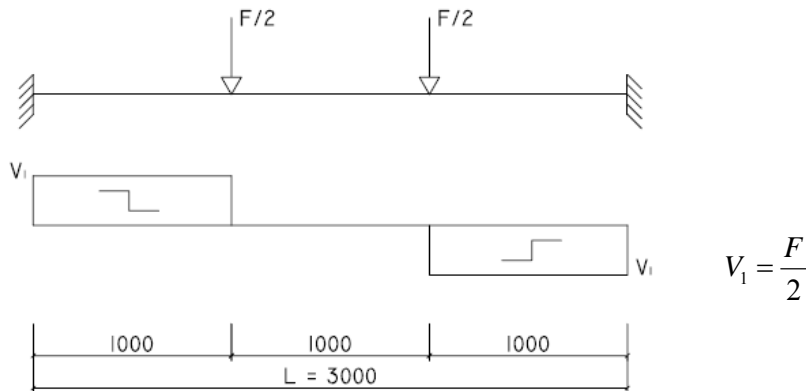 F/2 F/2
V₁
V₁
V₁ = F/2
1000 1000 1000
L = 3000